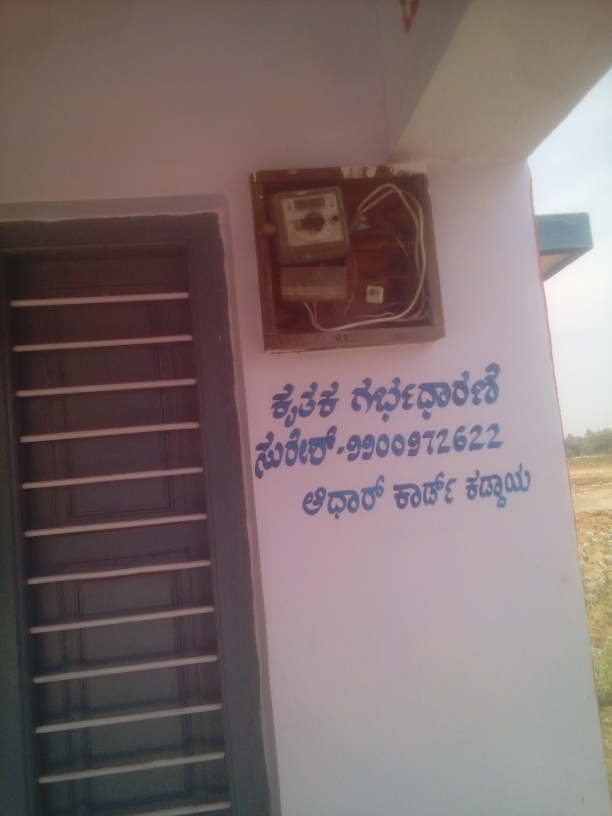 ಕೃತಕ ಗರ್ಭಧಾರಣೆ
ಸುರೇಶ್-9900972622
ಆಧಾರ್ ಕಾರ್ಡ್ ಕಡ್ಡಾಯ